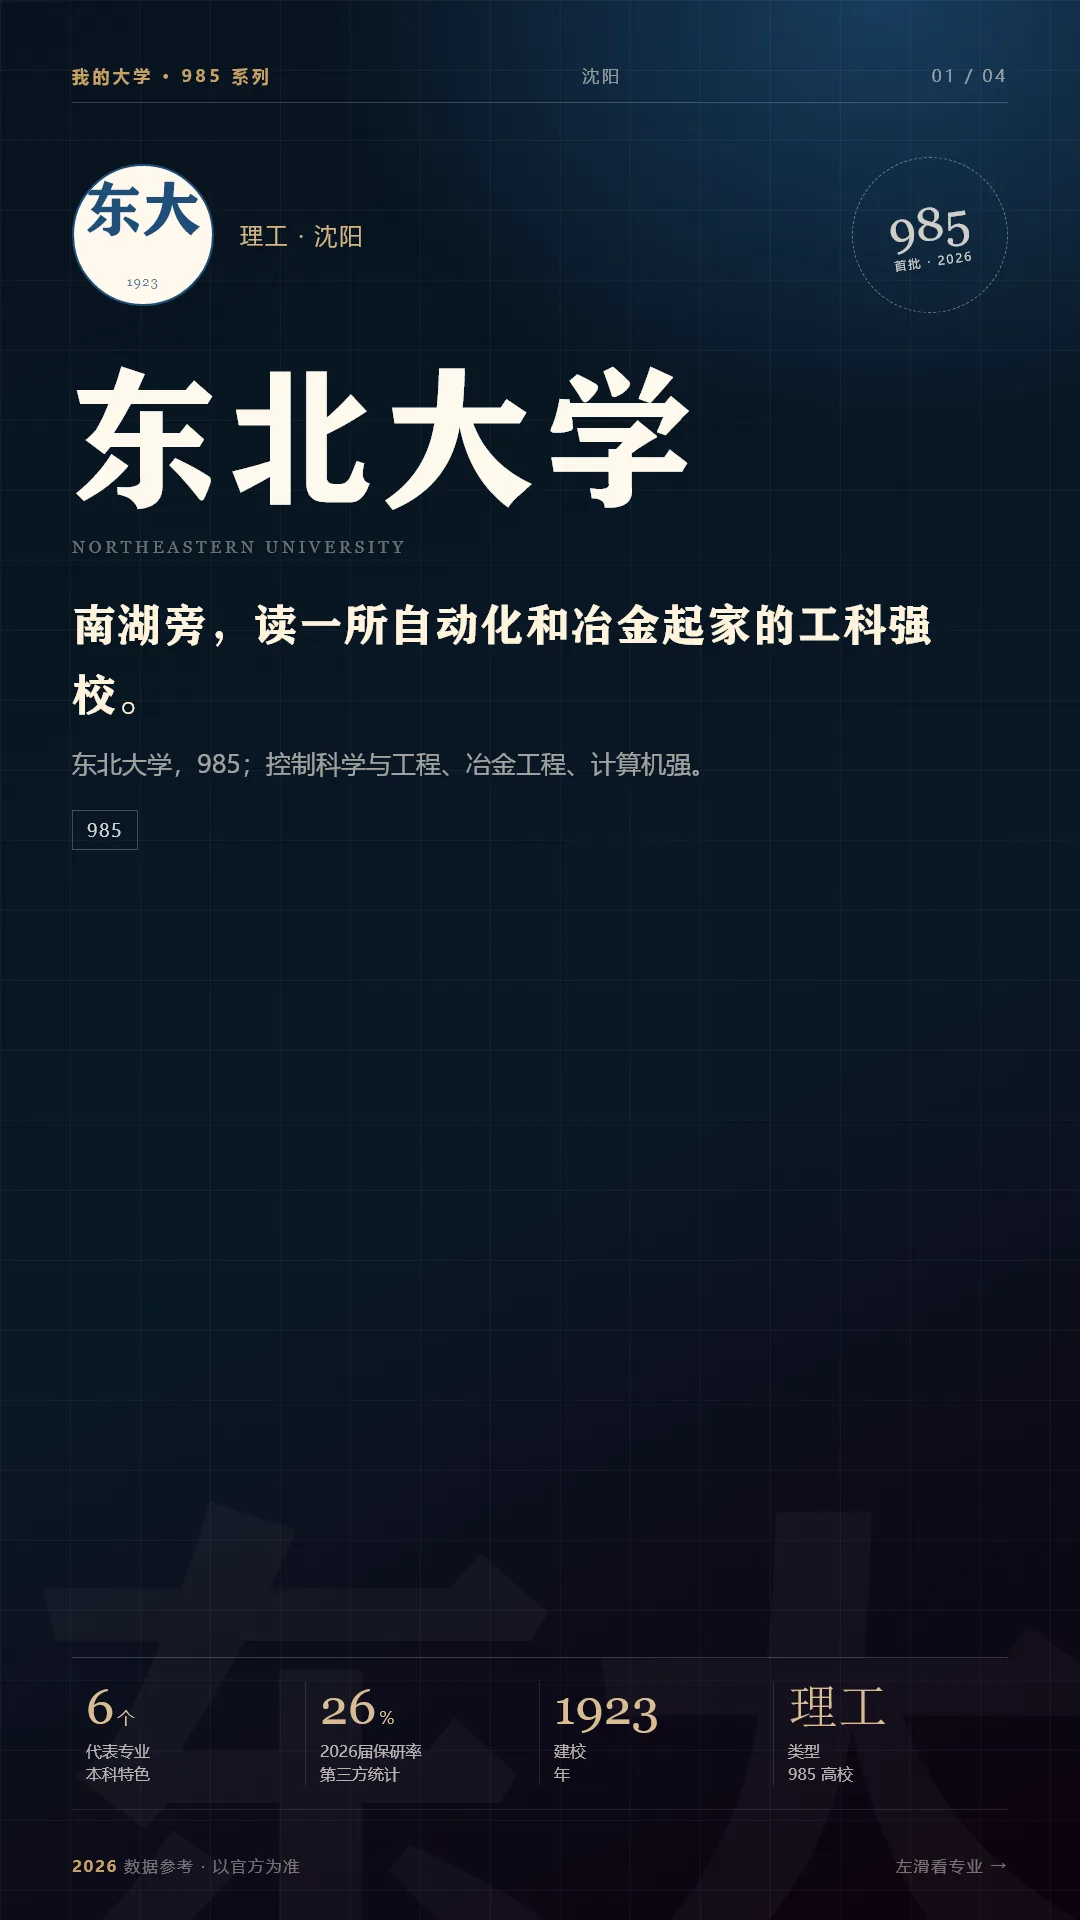 我的大学 · 985 系列
沈阳
01 / 04
东大
1923
理工 · 沈阳
985
首批 · 2026
东北大学
NORTHEASTERN UNIVERSITY
南湖旁，读一所自动化和冶金起家的工科强
校。
东北大学，985；控制科学与工程、冶金工程、计算机强。
985
6个
代表专业
本科特色
26%
2026届保研率
第三方统计
1923
建校
年
理工
类型
985 高校
东大
2026 数据参考 · 以官方为准
左滑看专业 →